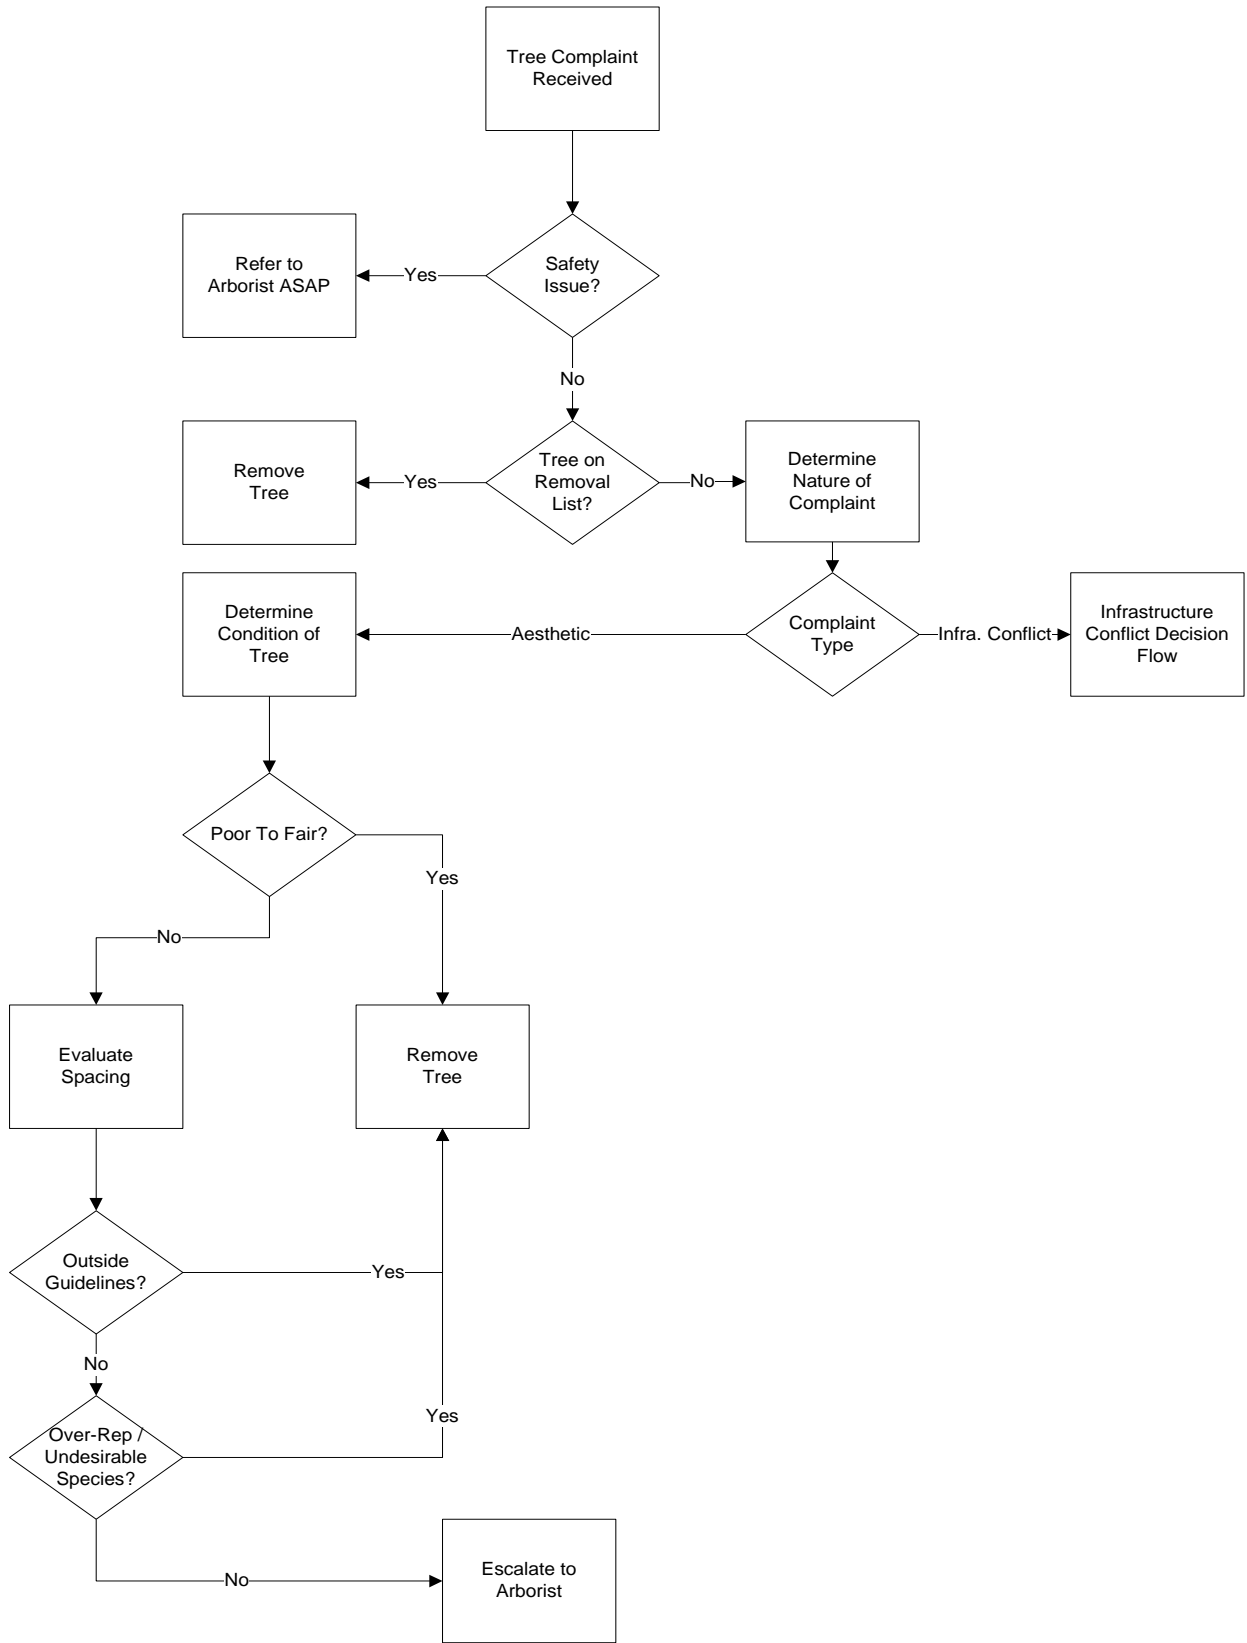 Tree Complaint
Received
Refer to
Arborist ASAP
Yes
Safety
Issue?
No
Remove
Tree
Yes
Tree on
Removal
List?
No
Determine
Nature of
Complaint
Determine
Condition of
Tree
Aesthetic
Complaint
Type
Infra. Conflict
Infrastructure
Conflict Decision
Flow
Poor To Fair?
Yes
No
Evaluate
Spacing
Remove
Tree
Outside
Guidelines?
Yes
No
Over-Rep /
Undesirable
Species?
Yes
No
Escalate to
Arborist